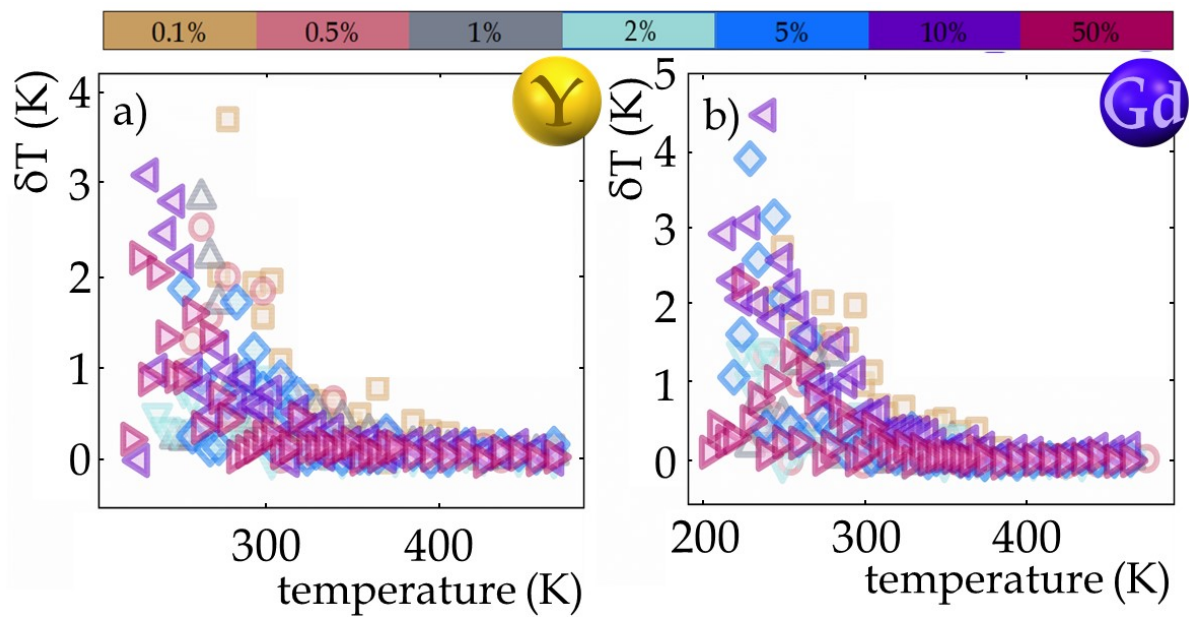 0.1% 0.5% 1% 2% 5% 10% 50%
a) Y
δT (K)
4
3
2
1
0
300 400
temperature (K)
b) Gd
δT (K)
5
4
3
2
1
0
200 300 400
temperature (K)